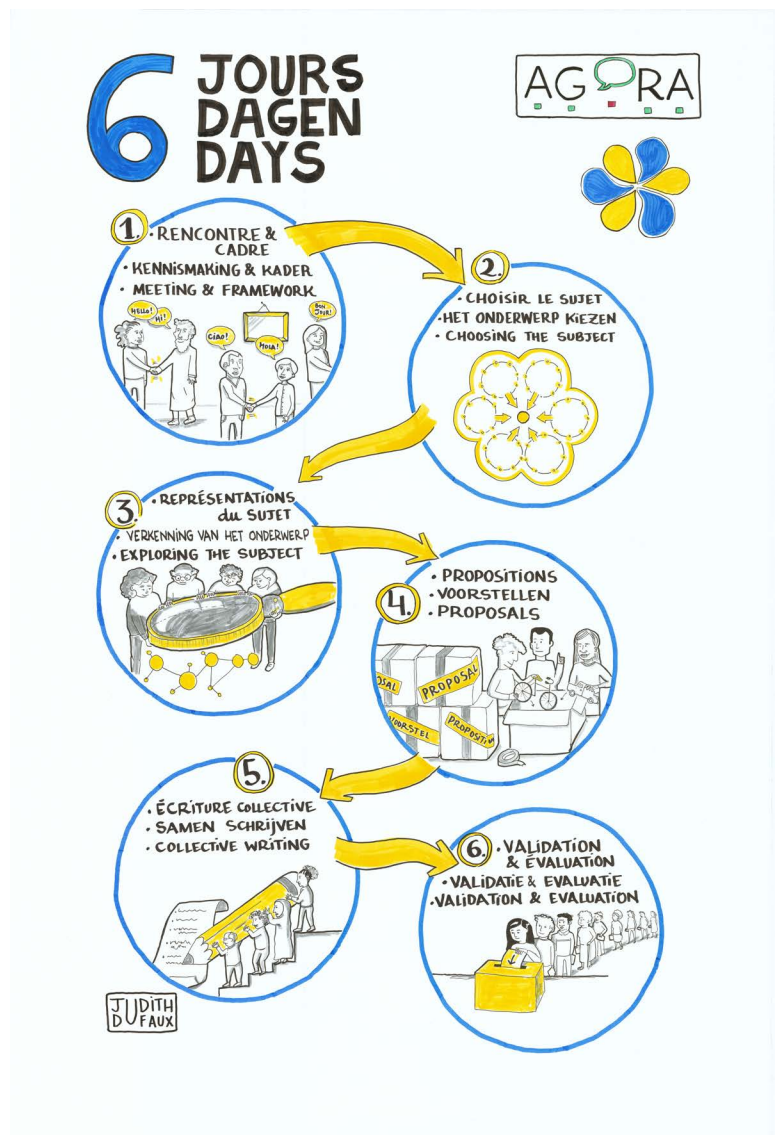 6 JOURS
DAGEN
DAYS
AGORA
1.
• RENCONTRE &
CADRE
• KENNISMAKING & KADER
• MEETING & FRAMEWORK
HELLO!
HI!
CIAO!
HOLA!
BON
JOUR!
2.
• CHOISIR LE SUJET
• HET ONDERWERP KIEZEN
• CHOOSING THE SUBJECT
3.
• REPRÉSENTATIONS
du SUJET
• VERKENNING VAN HET ONDERWERP
• EXPLORING THE SUBJECT
4.
• PROPOSITIONS
• VOORSTELLEN
• PROPOSALS
OSAL
PROPOSAL
VOORSTEL
PROPOSITIN
5.
• ÉCRITURE COLLECTIVE
• SAMEN SCHRIJVEN
• COLLECTIVE WRITING
6.
• VALIDATION
& ÉVALUATION
• VALIDATIE & EVALUATIE
• VALIDATION & EVALUATION
JUDITH
DUFAUX